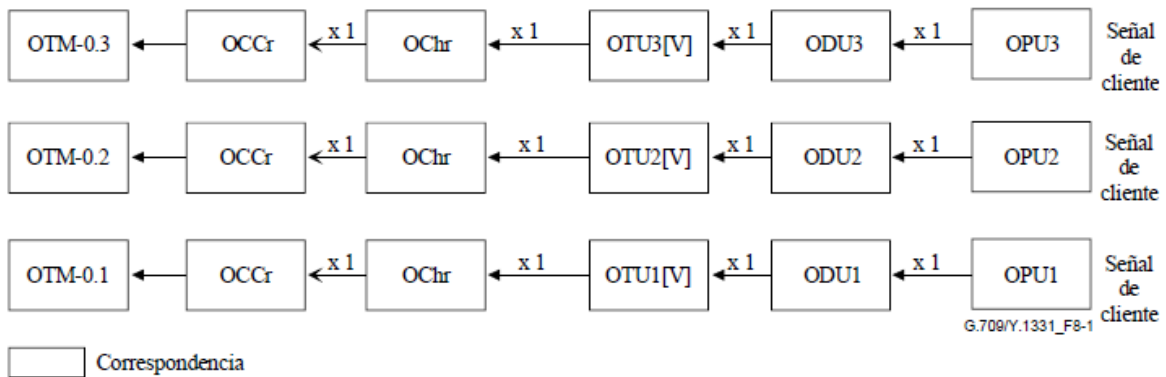 OTM-0.3 OCCr x 1 OChr x 1 OTU3[V] x 1 ODU3 x 1 OPU3 Señal de cliente
OTM-0.2 OCCr x 1 OChr x 1 OTU2[V] x 1 ODU2 x 1 OPU2 Señal de cliente
OTM-0.1 OCCr x 1 OChr x 1 OTU1[V] x 1 ODU1 x 1 OPU1 Señal de cliente
G.709/Y.1331_F8-1
Correspondencia